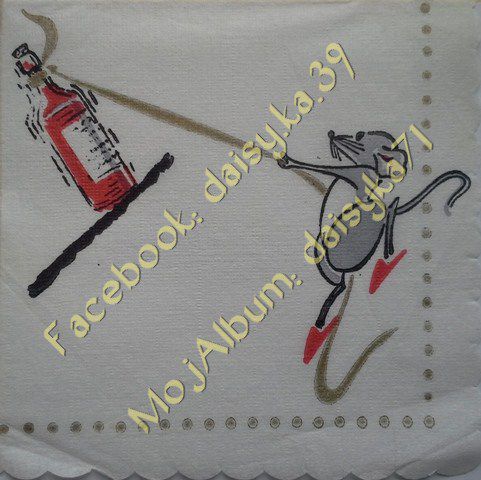 Facebook: daisy.ka.39
MojAlbum: daisyka71